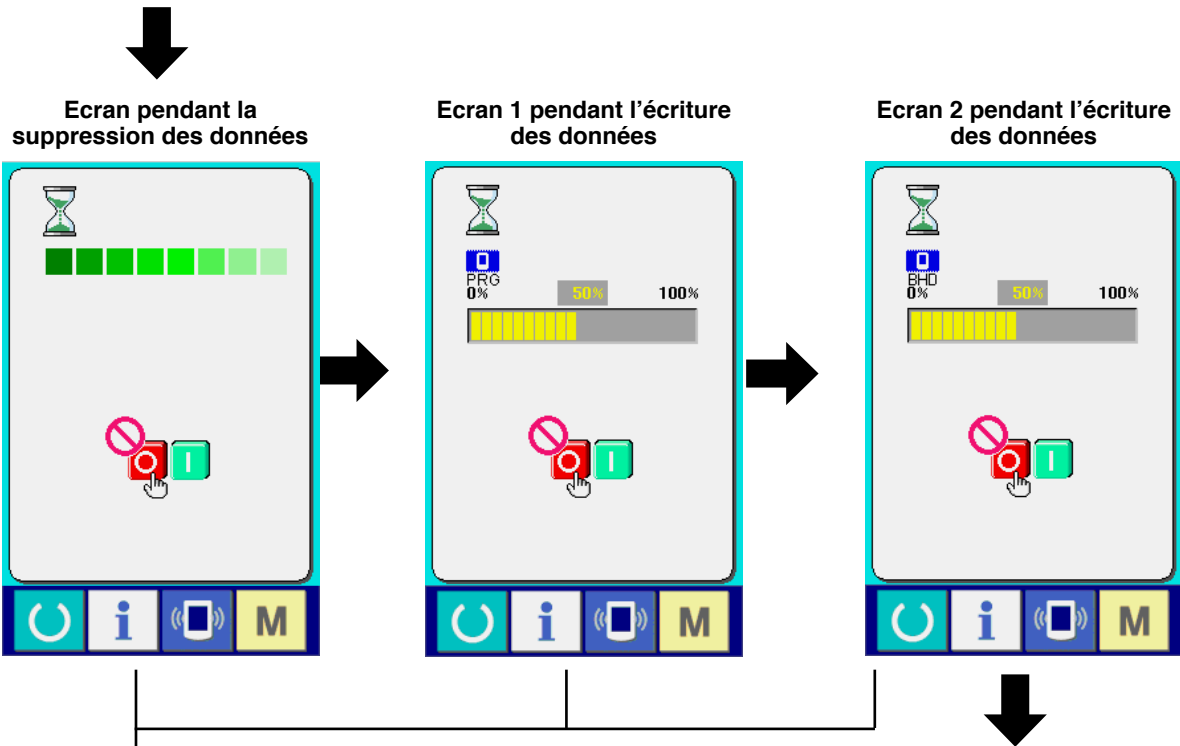 Ecran pendant la
suppression des données
Ecran 1 pendant l'écriture
des données
Ecran 2 pendant l'écriture
des données
PRG
0% 50% 100%
BHD
0% 50% 100%
i M
i M
i M